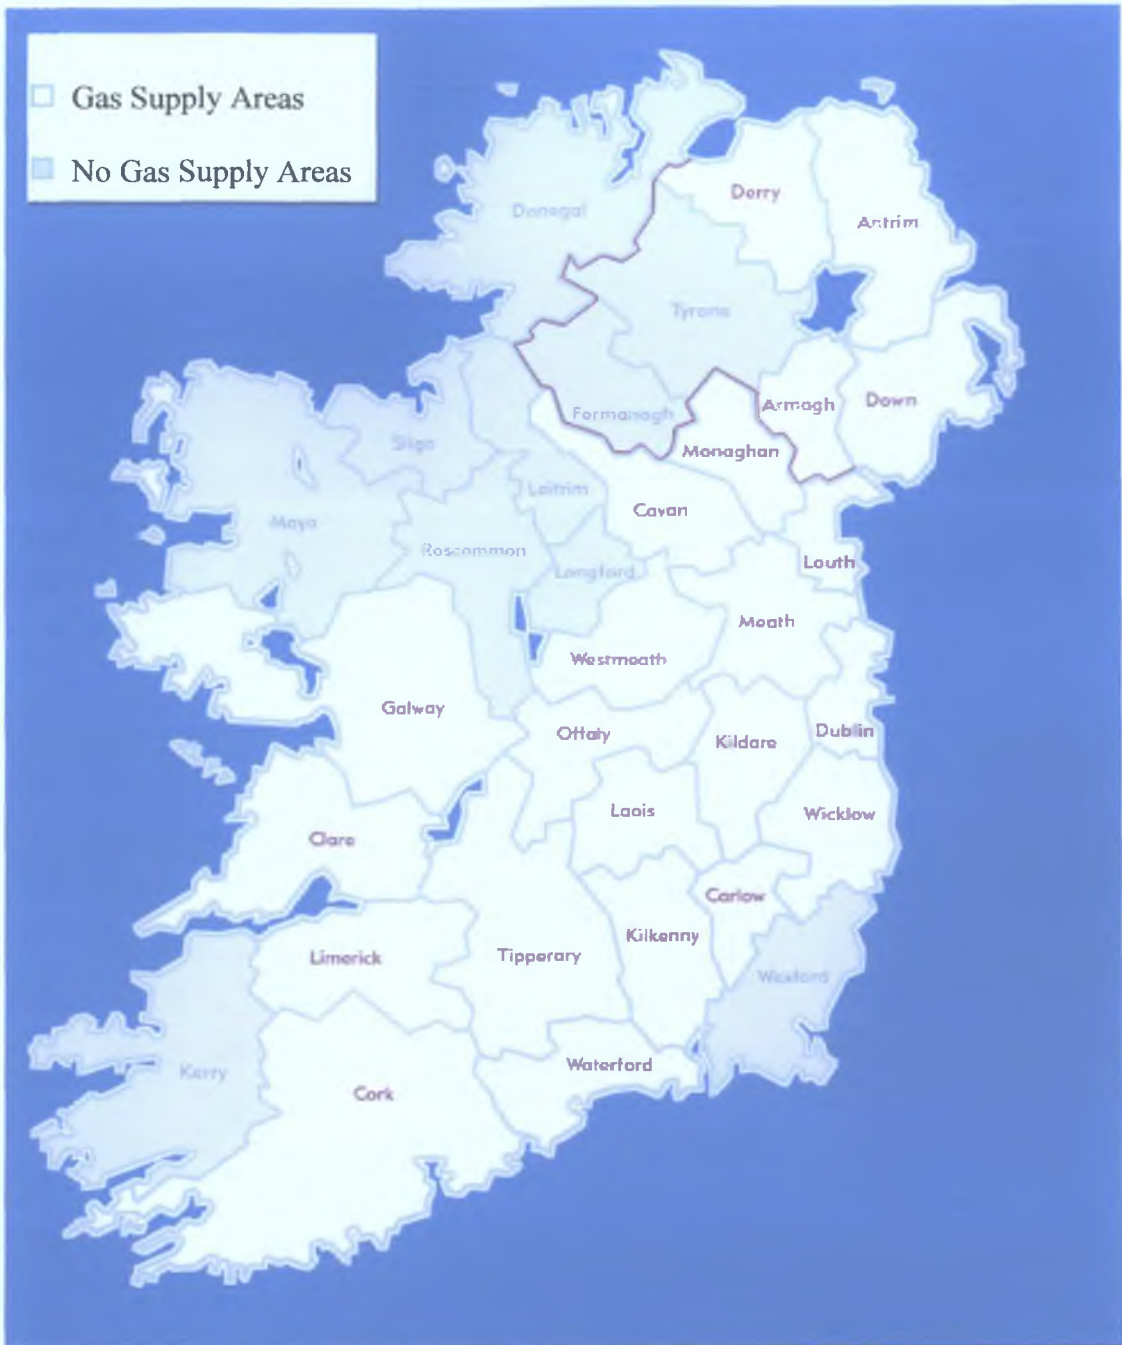 Gas Supply Areas
No Gas Supply Areas
Donegal
Derry
Antrim
Tyrone
Fermanagh
Armagh
Down
Monaghan
Sligo
Leitrim
Cavan
Mayo
Roscommon
Longford
Louth
Meath
Westmeath
Galway
Offaly
Kildare
Dublin
Laois
Wicklow
Clare
Carlow
Kilkenny
Limerick
Tipperary
Wexford
Waterford
Kerry
Cork